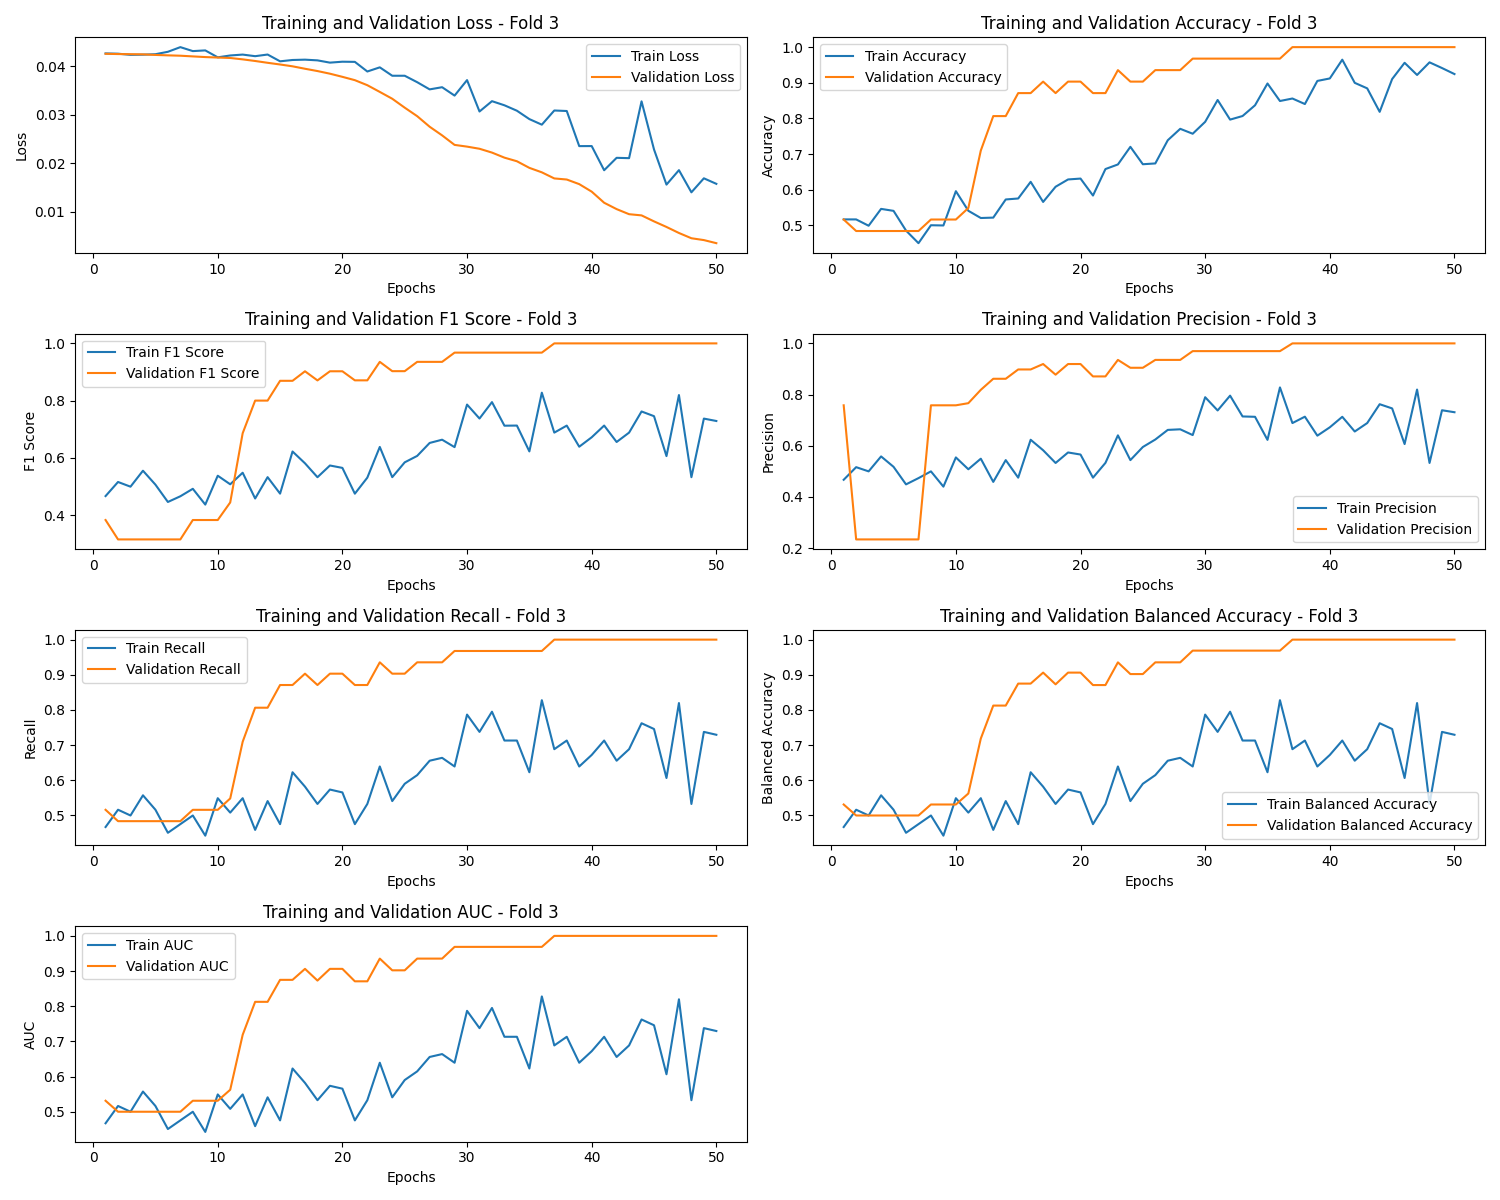 Training and Validation Loss - Fold 3
0.04
0.03
0.02
0.01
Loss
Train Loss
Validation Loss
0 10 20 30 40 50
Epochs
Training and Validation Accuracy - Fold 3
1.0
0.9
0.8
0.7
0.6
0.5
Accuracy
Train Accuracy
Validation Accuracy
0 10 20 30 40 50
Epochs
Training and Validation F1 Score - Fold 3
1.0
0.8
0.6
0.4
F1 Score
Train F1 Score
Validation F1 Score
0 10 20 30 40 50
Epochs
Training and Validation Precision - Fold 3
1.0
0.8
0.6
0.4
0.2
Precision
Train Precision
Validation Precision
0 10 20 30 40 50
Epochs
Training and Validation Recall - Fold 3
1.0
0.9
0.8
0.7
0.6
0.5
Recall
Train Recall
Validation Recall
0 10 20 30 40 50
Epochs
Training and Validation Balanced Accuracy - Fold 3
1.0
0.9
0.8
0.7
0.6
0.5
Balanced Accuracy
Train Balanced Accuracy
Validation Balanced Accuracy
0 10 20 30 40 50
Epochs
Training and Validation AUC - Fold 3
1.0
0.9
0.8
0.7
0.6
0.5
AUC
Train AUC
Validation AUC
0 10 20 30 40 50
Epochs